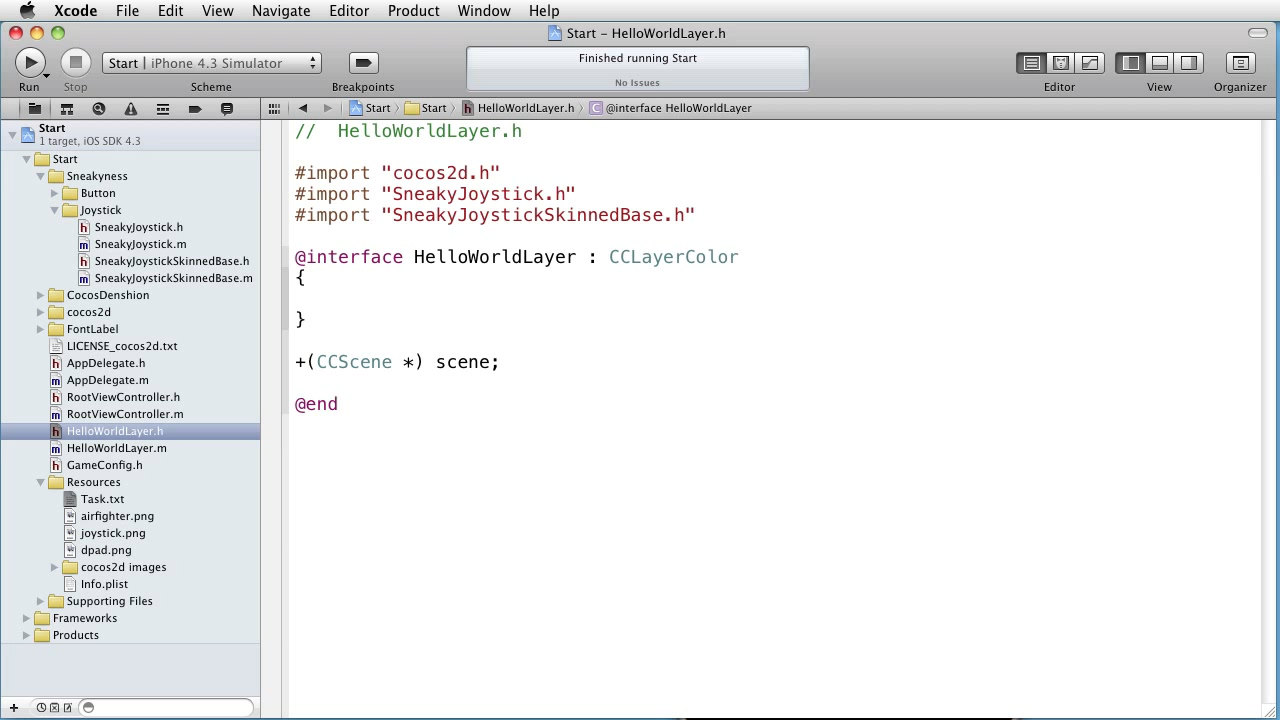 Xcode File Edit View Navigate Editor Product Window Help
Start – HelloWorldLayer.h
Start | iPhone 4.3 Simulator
Finished running Start
No Issues
Run Stop Scheme Breakpoints Editor View Organizer
Start
1 target, iOS SDK 4.3
Start
Sneakyness
Button
Joystick
SneakyJoystick.h
SneakyJoystick.m
SneakyJoystickSkinnedBase.h
SneakyJoystickSkinnedBase.m
CocosDenshion
cocos2d
FontLabel
LICENSE_cocos2d.txt
AppDelegate.h
AppDelegate.m
RootViewController.h
RootViewController.m
HelloWorldLayer.h
HelloWorldLayer.m
GameConfig.h
Resources
Task.txt
airfighter.png
joystick.png
dpad.png
cocos2d images
Info.plist
Supporting Files
Frameworks
Products
Start Start HelloWorldLayer.h C @interface HelloWorldLayer
//  HelloWorldLayer.h
#import "cocos2d.h"
#import "SneakyJoystick.h"
#import "SneakyJoystickSkinnedBase.h"
@interface HelloWorldLayer : CCLayerColor
{
}
+(CCScene *) scene;
@end